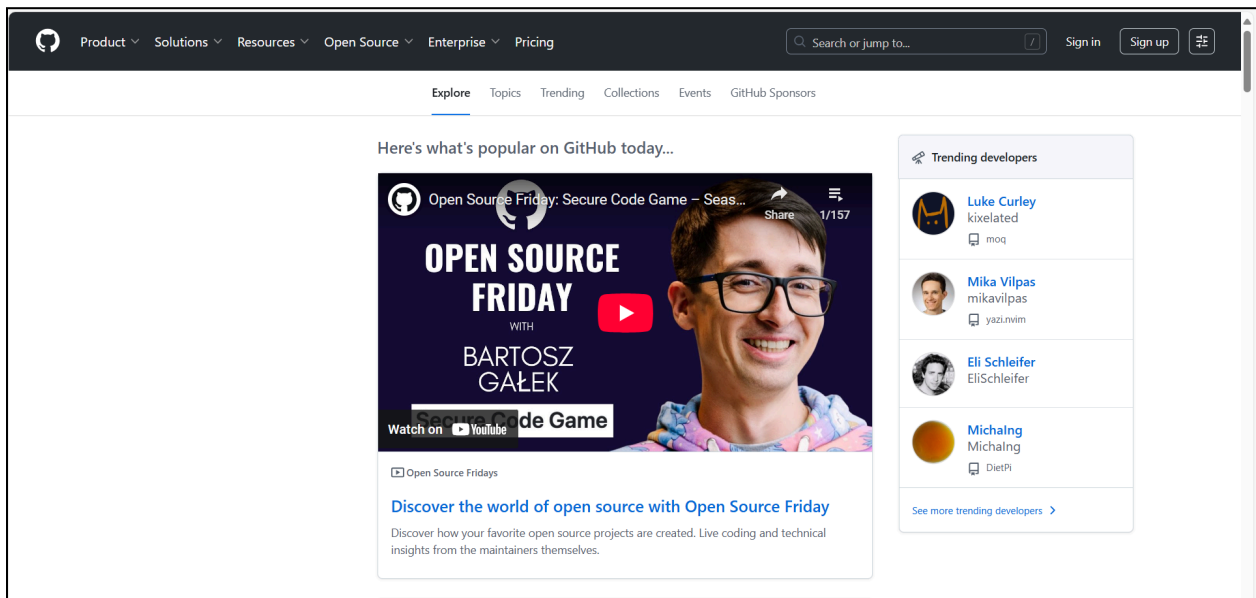 Product Solutions Resources Open Source Enterprise Pricing Search or jump to... / Sign in Sign up
Explore Topics Trending Collections Events GitHub Sponsors
Here's what's popular on GitHub today...
Open Source Friday: Secure Code Game – Seas...
Share
1/157
OPEN SOURCE
FRIDAY
WITH
BARTOSZ
GAŁEK
Secure Code Game
Watch on YouTube
Open Source Fridays
Discover the world of open source with Open Source Friday
Discover how your favorite open source projects are created. Live coding and technical
insights from the maintainers themselves.
Trending developers
Luke Curley
kixelated
moq
Mika Vilpas
mikavilpas
yazi.nvim
Eli Schleifer
EliSchleifer
MichaIng
MichaIng
DietPi
See more trending developers